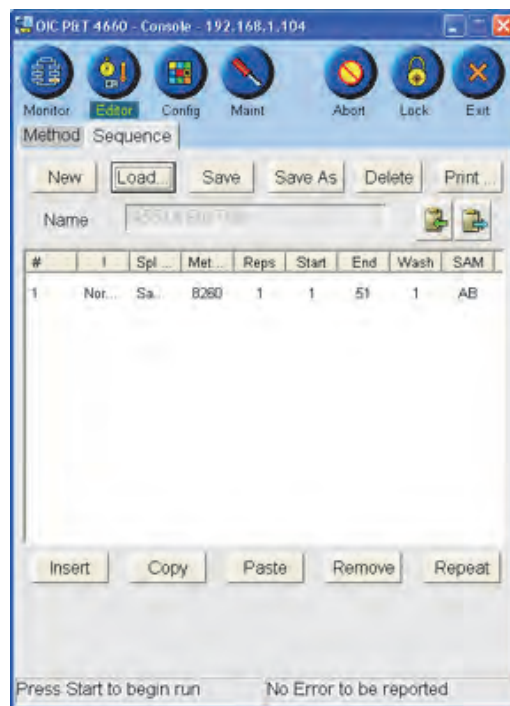 OIC P&T 4660 - Console - 192.168.1.104
Monitor Editor Config Maint Abort Lock Exit
Method Sequence
New Load... Save Save As Delete Print ...
Name
# ! Spl ... Met... Reps Start End Wash SAM
1 Nor... Sa... 8260 1 1 51 1 AB
Insert Copy Paste Remove Repeat
Press Start to begin run No Error to be reported